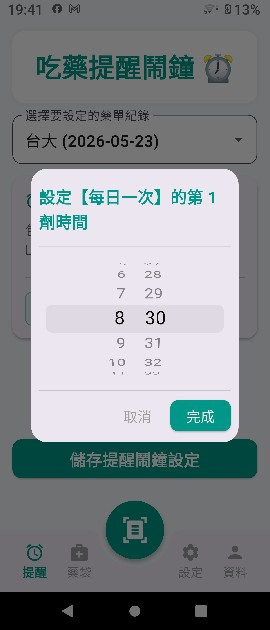 19:41
13%
吃藥提醒鬧鐘
選擇要設定的藥單紀錄
台大 (2026-05-23)
設定【每日一次】的第 1
劑時間
6 28
7 29
8 30
9 31
10 32
取消 完成
儲存提醒鬧鐘設定
提醒 藥袋 設定 資料